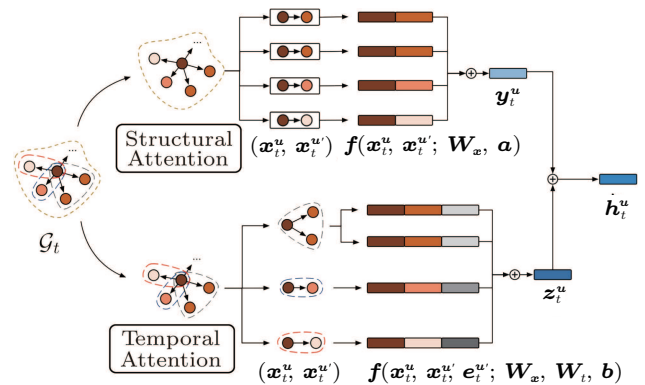 ...
Structural
Attention
(x_t^u, x_t^{u'}) f(x_t^u, x_t^{u'}; W_x, a)
y_t^u
...
G_t
h_t^u
...
z_t^u
Temporal
Attention
(x_t^u, x_t^{u'}) f(x_t^u, x_t^{u'} e_t^{u'}; W_x, W_t, b)